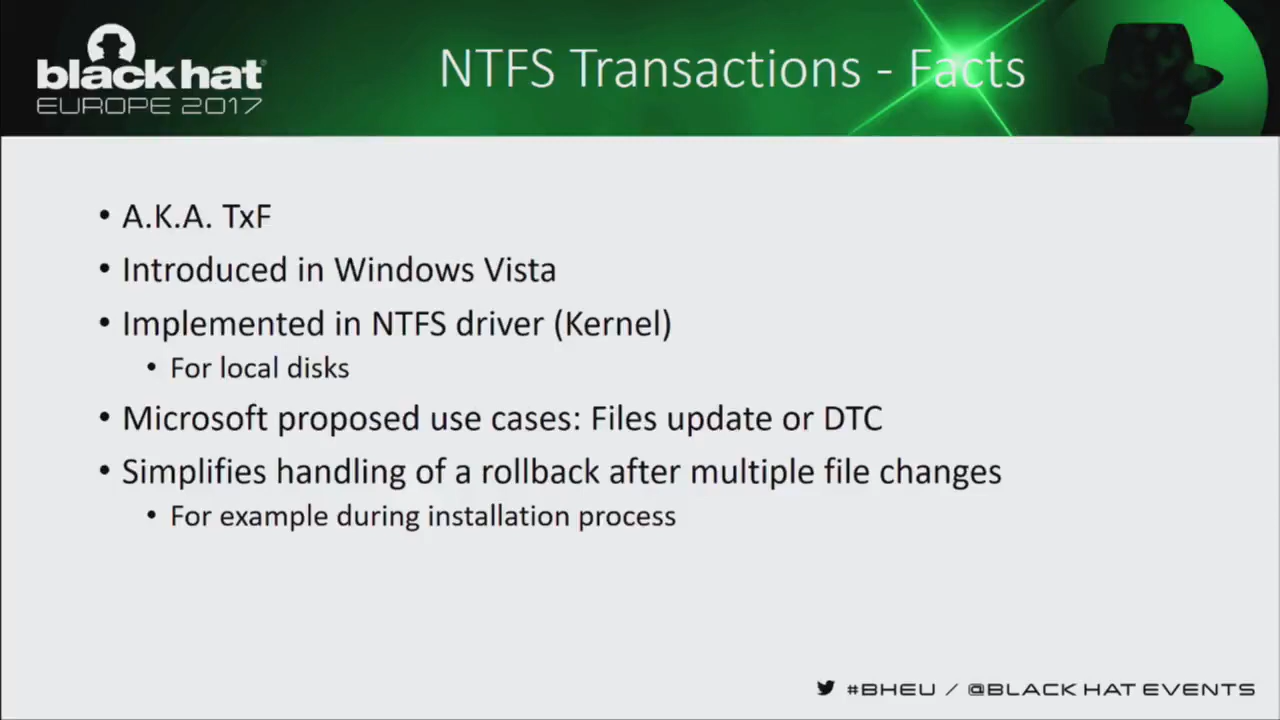 black hat
EUROPE 2017
NTFS Transactions - Facts
• A.K.A. TxF
• Introduced in Windows Vista
• Implemented in NTFS driver (Kernel)
• For local disks
• Microsoft proposed use cases: Files update or DTC
• Simplifies handling of a rollback after multiple file changes
• For example during installation process
#BHEU / @BLACK HAT EVENTS